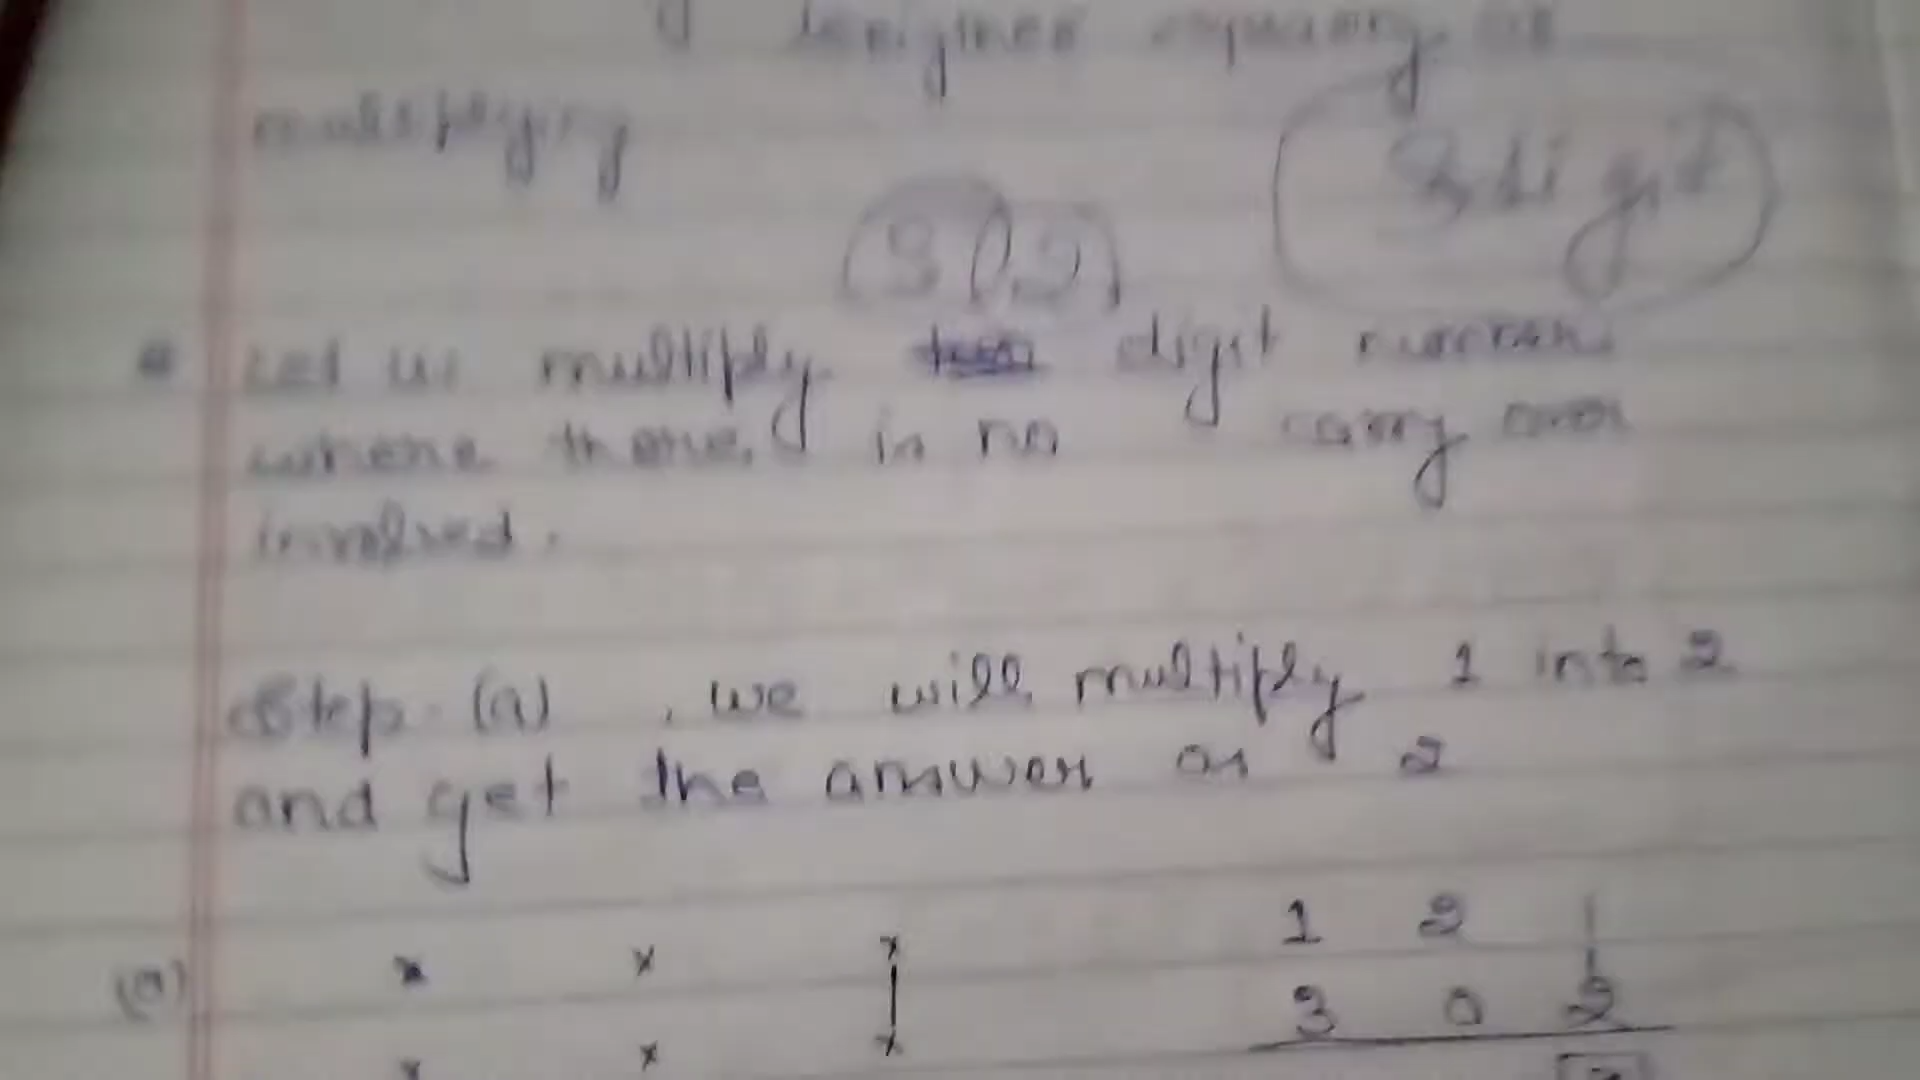 multiplying
3 digit
Let us multiply digit
where there is no carry over
involved.
Step (a), we will multiply 1 into 2
and get the answer as 2
(a) x x x 1 2 1
x x x 3 0 2